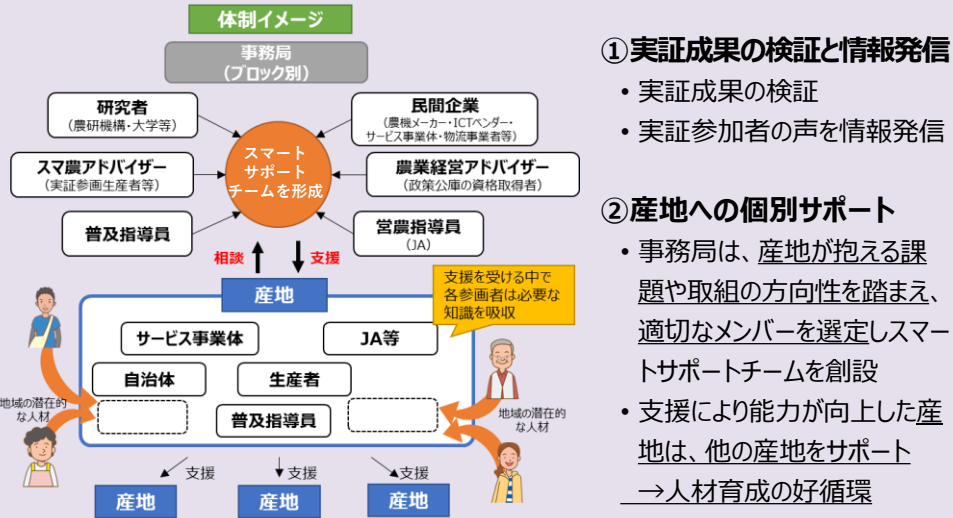 体制イメージ
事務局
（ブロック別）
研究者
（農研機構・大学等）
民間企業
（農機メーカー・ICTベンダー・
サービス事業体・物流事業者等）
スマ農アドバイザー
（実証参画生産者等）
スマート
サポート
チームを形成
農業経営アドバイザー
（政策公庫の資格取得者）
普及指導員
営農指導員
（JA）
相談
支援
産地
支援を受ける中で
各参画者は必要な
知識を吸収
サービス事業体
JA等
自治体
生産者
普及指導員
地域の潜在的
な人材
地域の潜在的
な人材
支援
支援
支援
産地
産地
産地
①実証成果の検証と情報発信
・実証成果の検証
・実証参加者の声を情報発信
②産地への個別サポート
・事務局は、産地が抱える課
題や取組の方向性を踏まえ、
適切なメンバーを選定しスマー
トサポートチームを創設
・支援により能力が向上した産
地は、他の産地をサポート
→人材育成の好循環